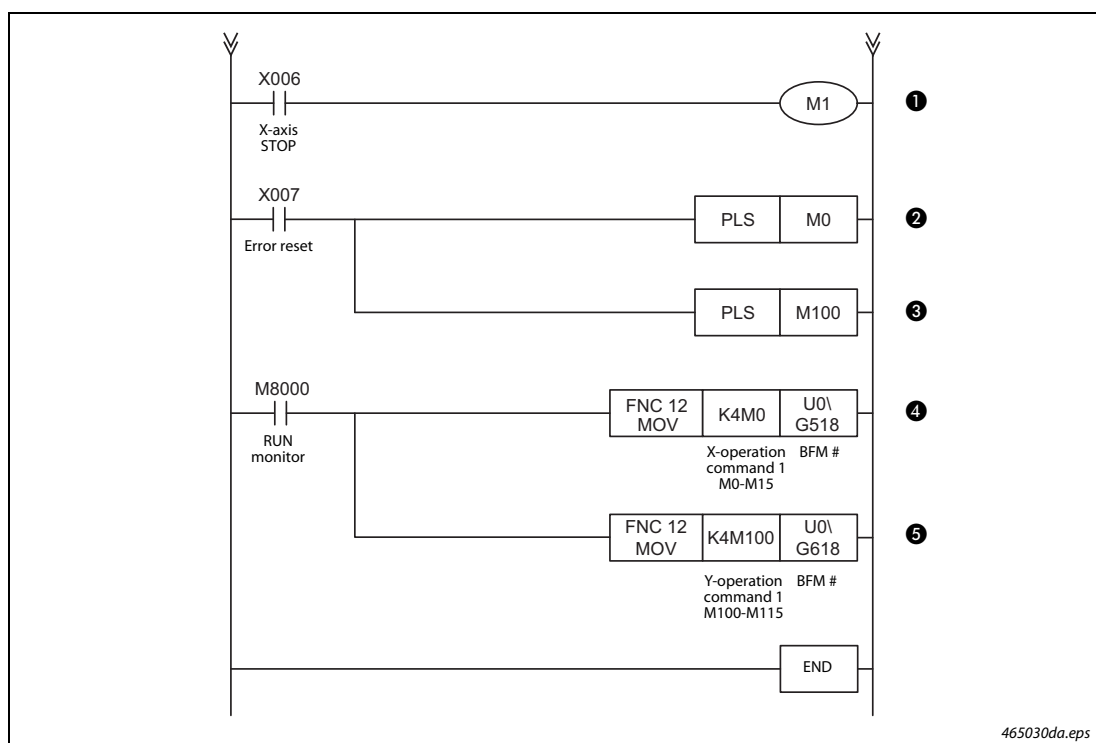 X006
M1
❶
X-axis
STOP
X007
PLS M0
❷
Error reset
PLS M100
❸
M8000
FNC 12
MOV
K4M0
U0\
G518
❹
RUN
monitor
X-operation
command 1
M0-M15
BFM #
FNC 12
MOV
K4M100
U0\
G618
❺
Y-operation
command 1
M100-M115
BFM #
END
465030da.eps